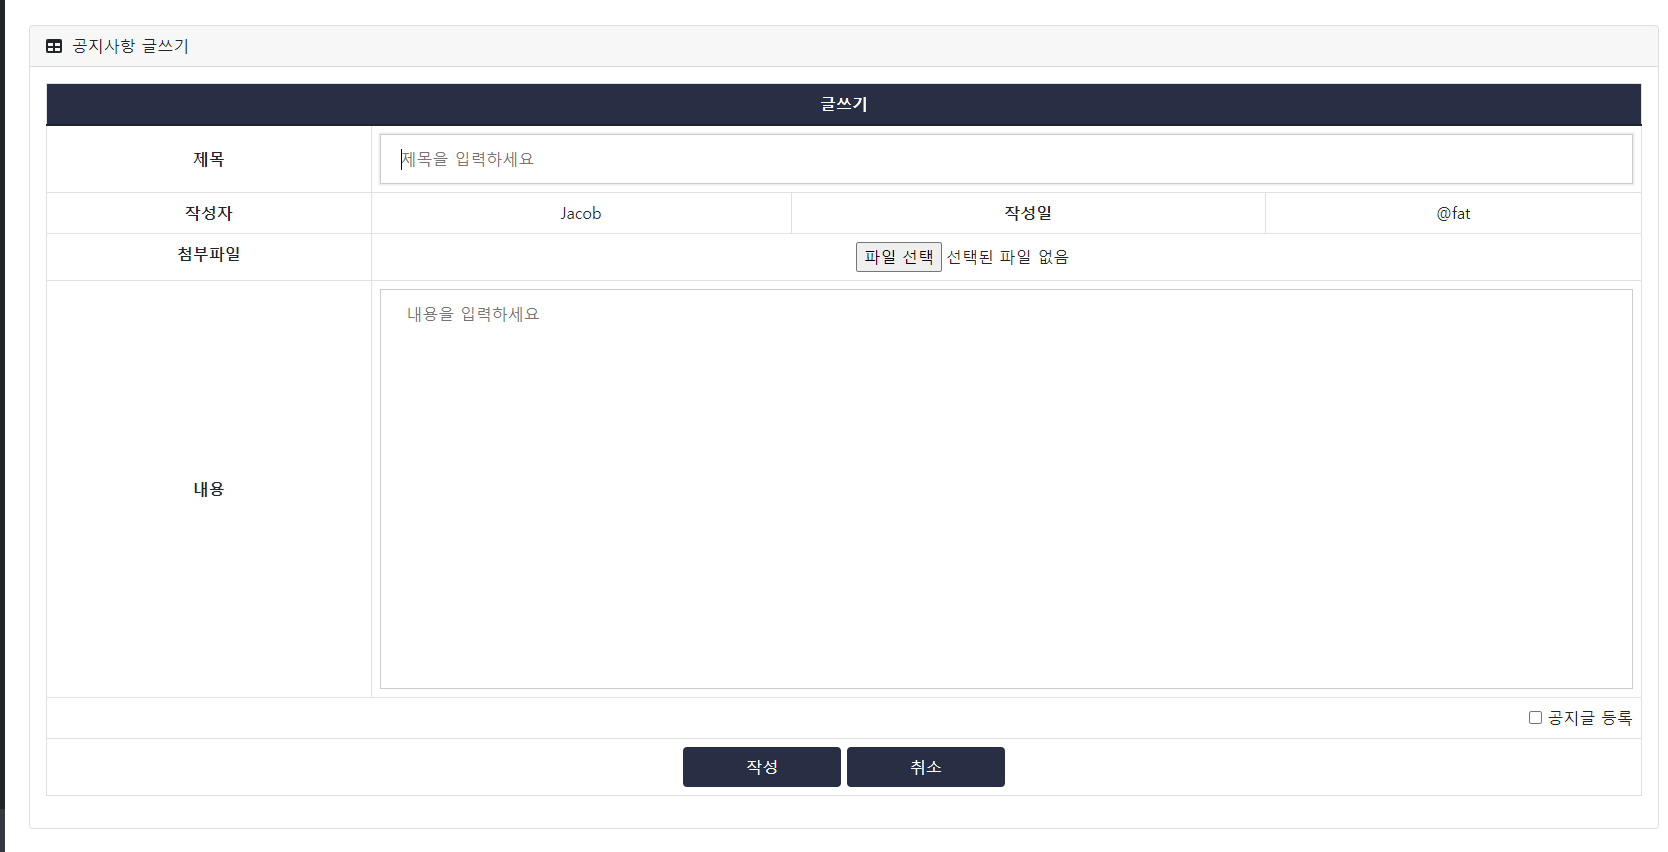 공지사항 글쓰기
글쓰기
제목 제목을 입력하세요
작성자 Jacob 작성일 @fat
첨부파일 파일 선택 선택된 파일 없음
내용을 입력하세요
내용
공지글 등록
작성 취소